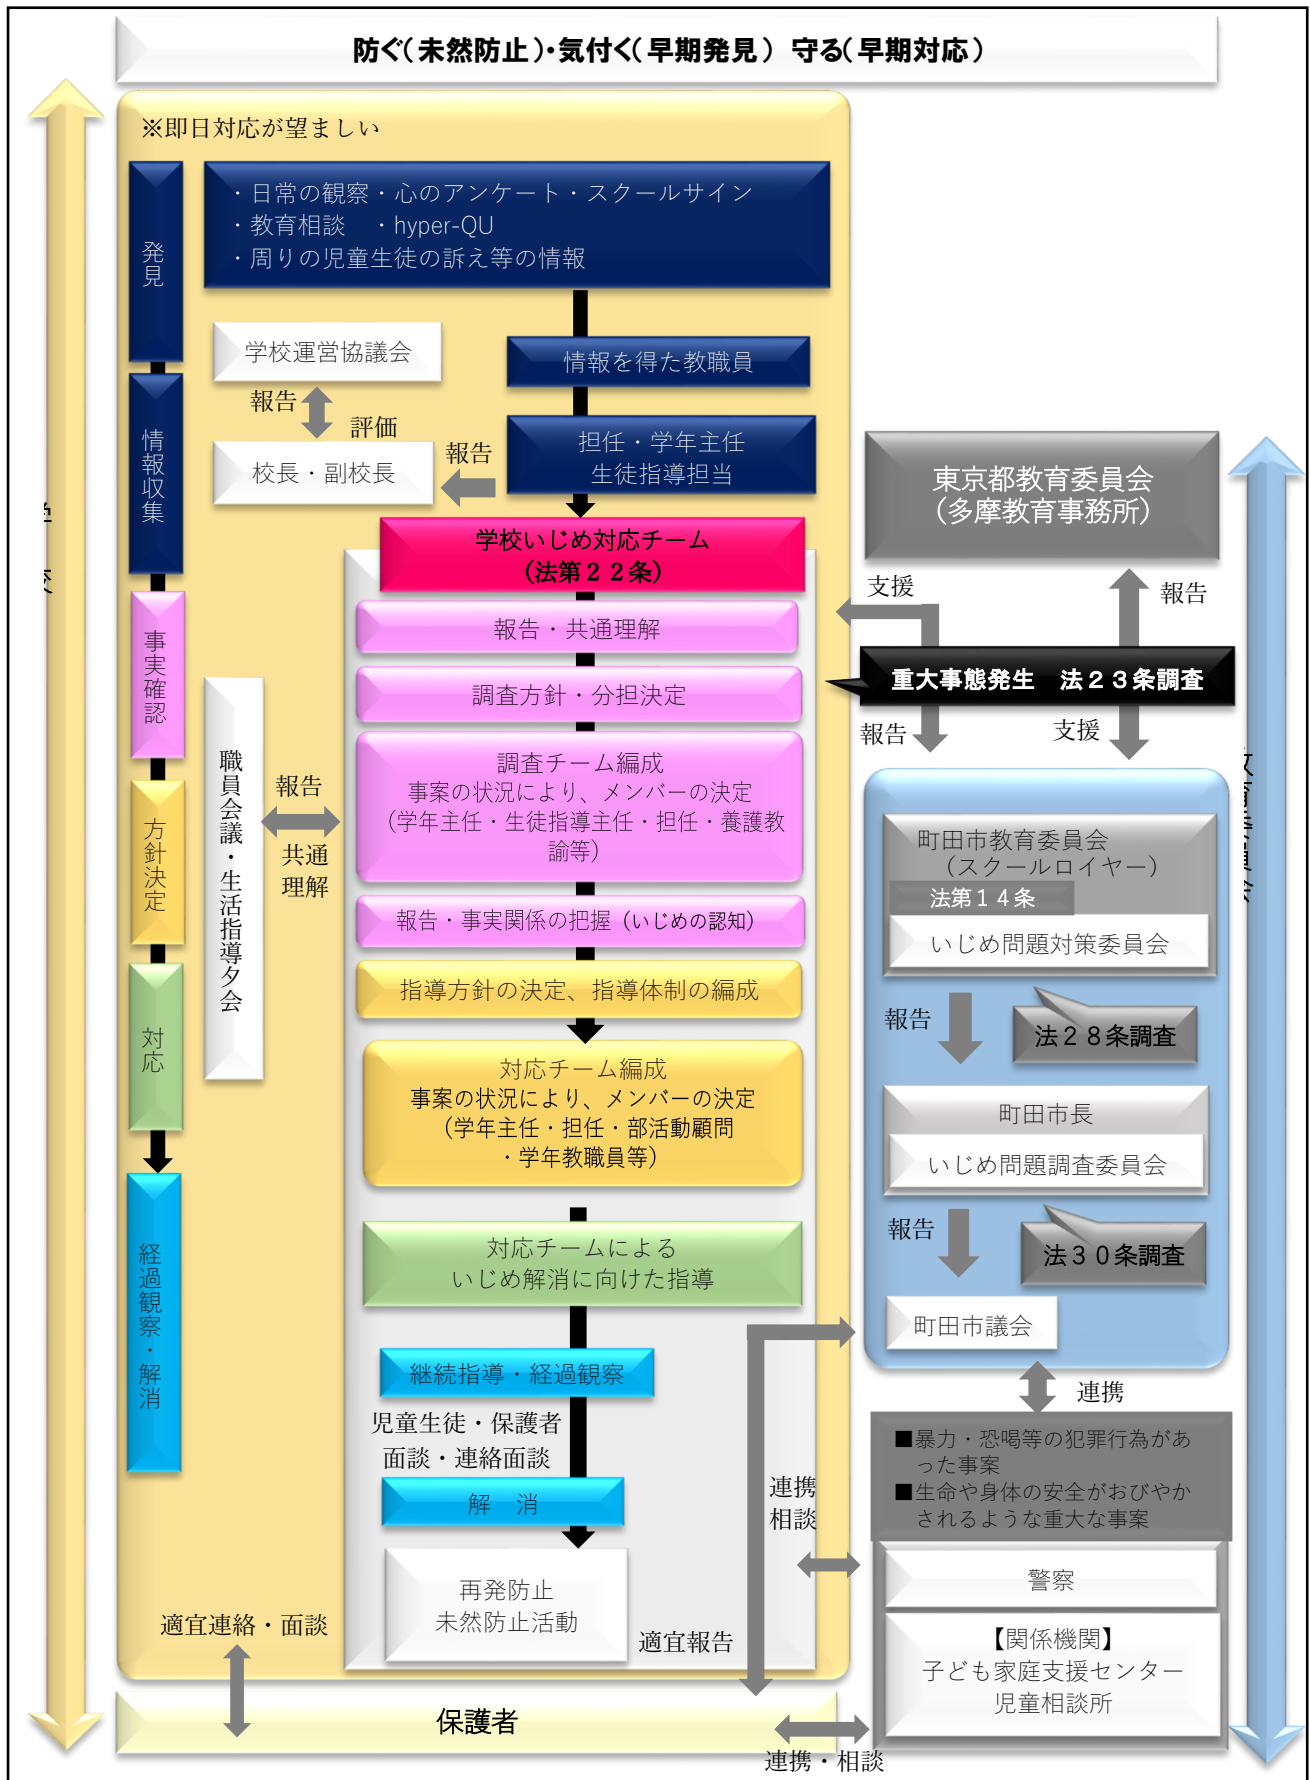 防ぐ(未然防止)・気付く(早期発見) 守る(早期対応)
※即日対応が望ましい
発見
・日常の観察・心のアンケート・スクールサイン
・教育相談　・hyper-QU
・周りの児童生徒の訴え等の情報
学校運営協議会
情報を得た教職員
報告
評価
情報収集
校長・副校長
報告
担任・学年主任
生徒指導担当
学校いじめ対応チーム
(法第２２条)
事実確認
報告・共通理解
調査方針・分担決定
調査チーム編成
事案の状況により、メンバーの決定
(学年主任・生徒指導主任・担任・養護教
諭等)
職員会議・生活指導夕会
報告
共通
理解
方針決定
報告・事実関係の把握（いじめの認知）
指導方針の決定、指導体制の編成
対応
対応チーム編成
事案の状況により、メンバーの決定
（学年主任・担任・部活動顧問
・学年教職員等）
対応チームによる
いじめ解消に向けた指導
経過観察・解消
継続指導・経過観察
児童生徒・保護者
面談・連絡面談
解　消
再発防止
未然防止活動
適宜連絡・面談
適宜報告
保護者
東京都教育委員会
（多摩教育事務所）
支援
報告
重大事態発生　法２３条調査
報告
支援
町田市教育委員会
（スクールロイヤー）
法第１４条
いじめ問題対策委員会
報告
法２８条調査
町田市長
いじめ問題調査委員会
報告
法３０条調査
町田市議会
連携
■暴力・恐喝等の犯罪行為があ
った事案
■生命や身体の安全がおびやか
されるような重大な事案
連携
相談
警察
【関係機関】
子ども家庭支援センター
児童相談所
連携・相談